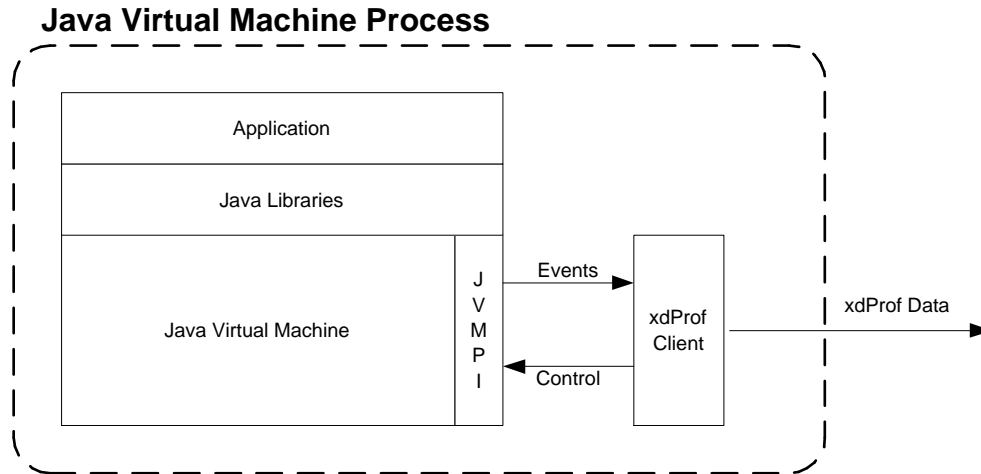 Java Virtual Machine Process
Application
Java Libraries
Java Virtual Machine
J
V
M
P
I
Events
Control
xdProf
Client
xdProf Data